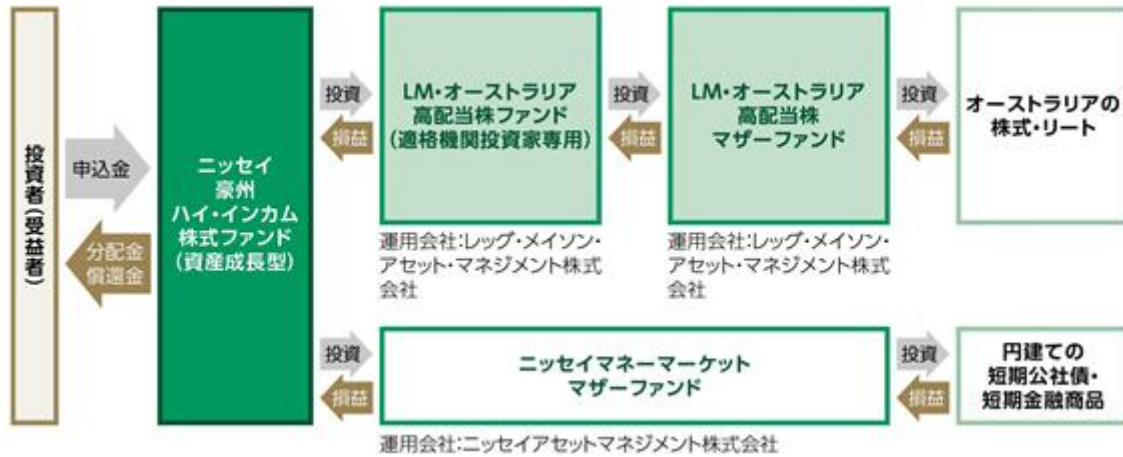 投資者(受益者)
申込金
分配金
償還金
ニッセイ
豪州
ハイ・インカム
株式ファンド
(資産成長型)
投資
損益
LM・オーストラリア
高配当株ファンド
(適格機関投資家専用)
運用会社:レッグ・メイソン・
アセット・マネジメント株式
会社
投資
損益
LM・オーストラリア
高配当株
マザーファンド
運用会社:レッグ・メイソン・
アセット・マネジメント株式
会社
投資
損益
オーストラリアの
株式・リート
投資
損益
ニッセイマネーマーケット
マザーファンド
運用会社:ニッセイアセットマネジメント株式会社
投資
損益
円建ての
短期公社債・
短期金融商品